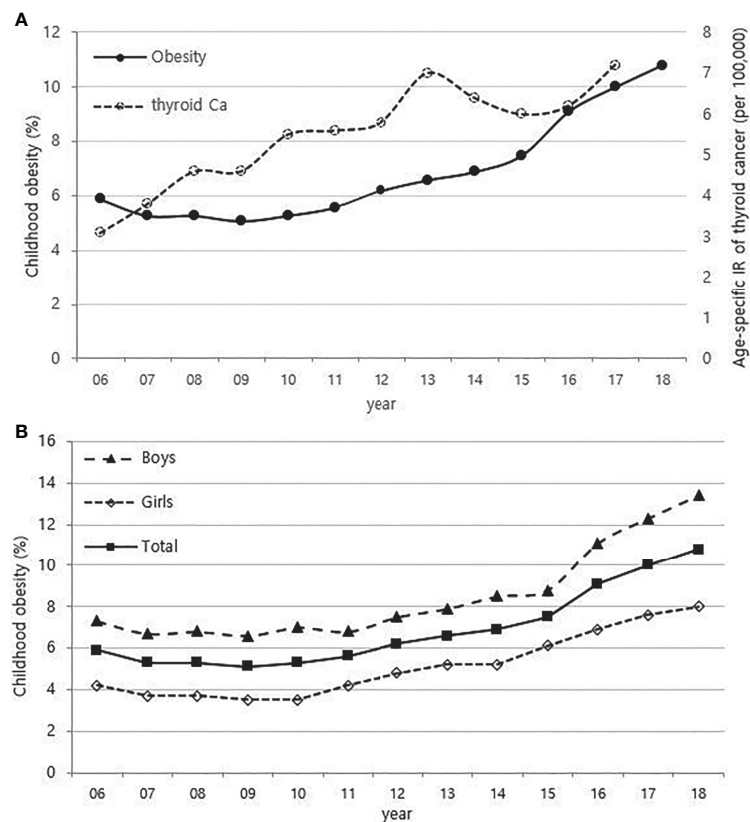 A
12
10
8
6
4
2
0
Childhood obesity (%)
Obesity
thyroid Ca
8
7
6
5
4
3
2
1
0
Age-specific IR of thyroid cancer (per 100,000)
06 07 08 09 10 11 12 13 14 15 16 17 18
year
B
16
14
12
10
8
6
4
2
0
Childhood obesity (%)
Boys
Girls
Total
06 07 08 09 10 11 12 13 14 15 16 17 18
year